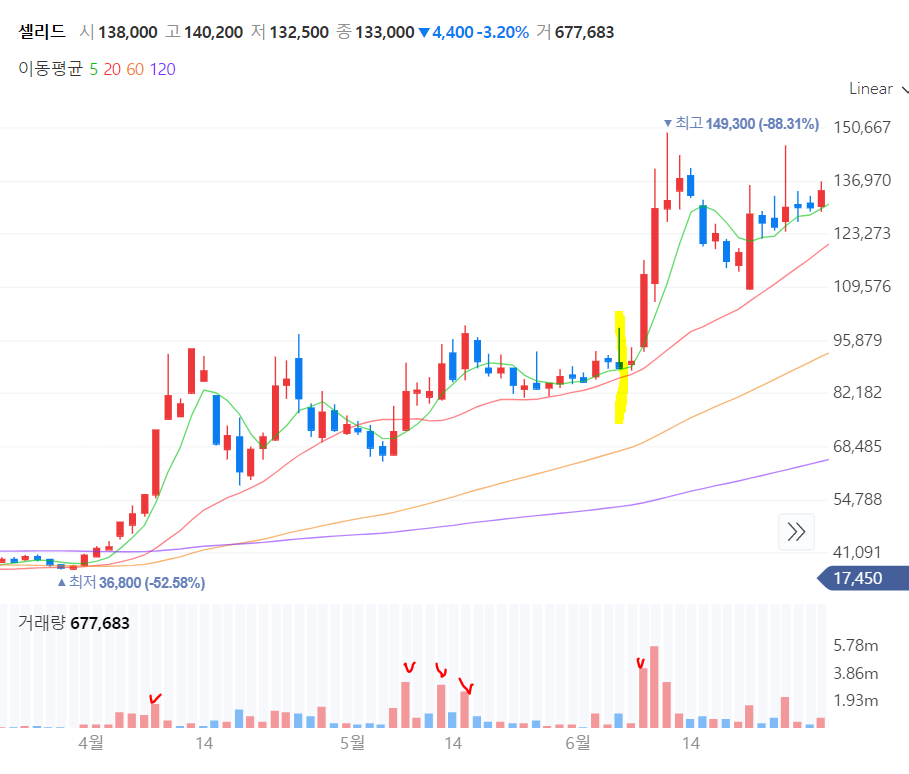 셀리드 시 138,000 고 140,200 저 132,500 종 133,000 ▼4,400 -3.20% 거 677,683
이동평균 5 20 60 120
Linear
▼최고 149,300 (-88.31%)
150,667
136,970
123,273
109,576
95,879
82,182
68,485
54,788
41,091
▲최저 36,800 (-52.58%)
17,450
거래량 677,683
5.78m
3.86m
1.93m
4월 14 5월 14 6월 14